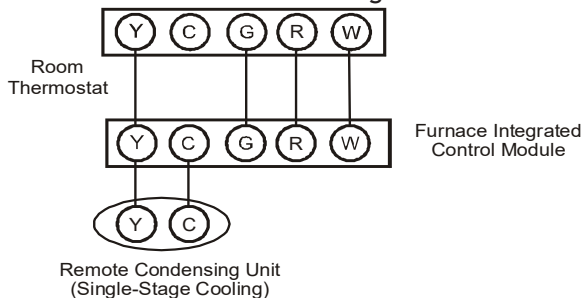 Y C G R W
Room
Thermostat
Y C G R W
Furnace Integrated
Control Module
Y C
Remote Condensing Unit
(Single-Stage Cooling)